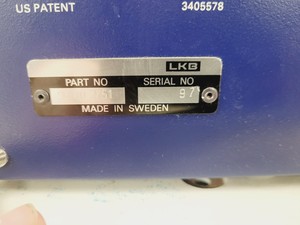 US PATENT 3405578
LKB
PART NO SERIAL NO
MADE IN SWEDEN